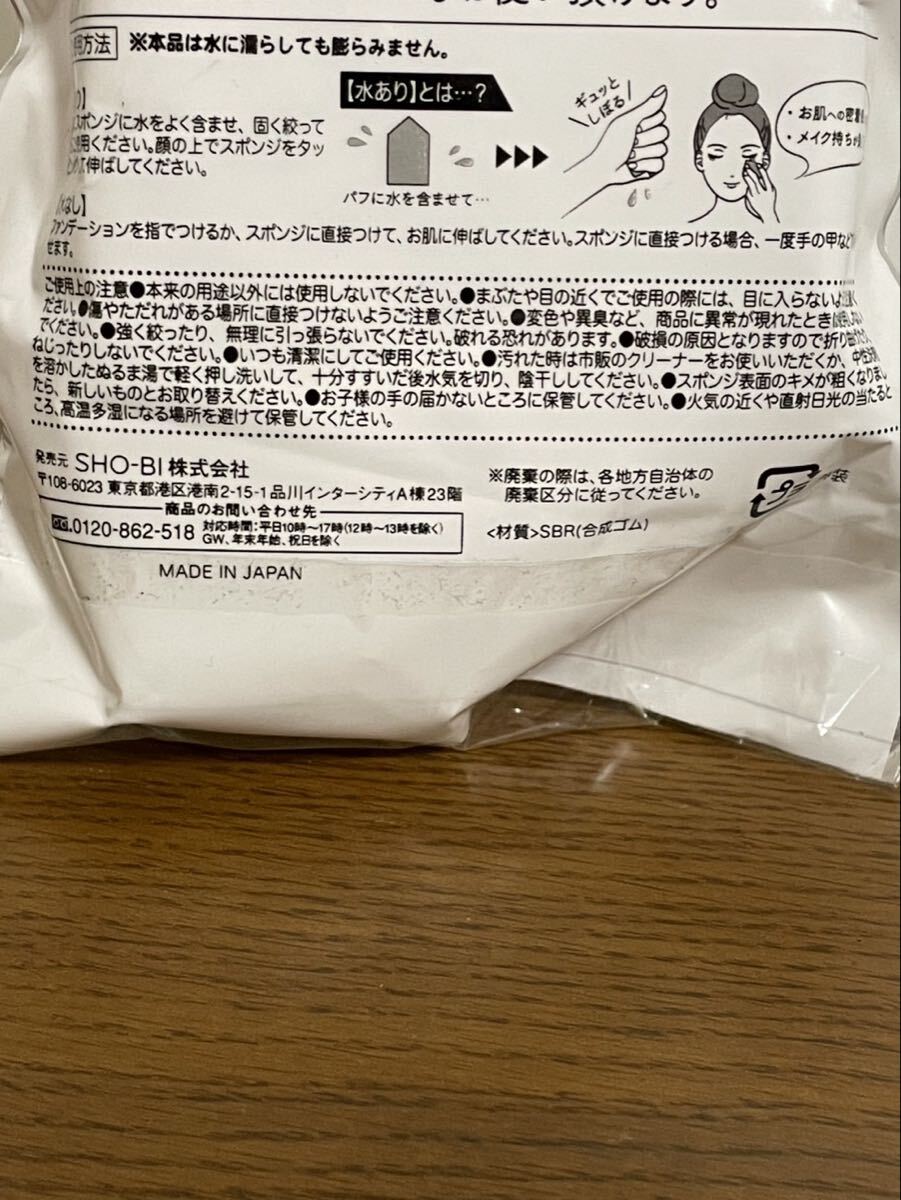 使い頂けます。
用方法 ※本品は水に濡らしても膨らみません。
【水あり】とは…?
スポンジに水をよく含ませ、固く絞って
用ください。顔の上でスポンジをタッ
伸ばしてください。
パフに水を含ませて…
ギュッと
しぼる
・お肌への密着
・メイク持ちが
なし】
ファンデーションを指でつけるか、スポンジに直接つけて、お肌に伸ばしてください。スポンジに直接つける場合、一度手の甲など
せます。
ご使用上の注意●本来の用途以外には使用しないでください。●まぶたや目の近くでご使用の際には、目に入らないよ
ださい。●傷やただれがある場所に直接つけないようご注意ください。●変色や異臭など、商品に異常が現れたとき
でください。●強く絞ったり、無理に引っ張らないでください。破れる恐れがあります。●破損の原因となりますので折り曲
ねじったりしないでください。●いつも清潔にしてご使用ください。●汚れた時は市販のクリーナーをお使いいただくか、中性洗剤
を溶かしたぬるま湯で軽く押し洗いして、十分すすいだ後水気を切り、陰干ししてください。●スポンジ表面のキメが粗くなりまし
たら、新しいものとお取り替えください。●お子様の手の届かないところに保管してください。●火気の近くや直射日光の当たると
ころ、高温多湿になる場所を避けて保管してください。
発売元 SHO-BI株式会社
〒108-6023 東京都港区港南2-15-1品川インターシティA棟23階
商品のお問い合わせ先
0120-862-518 対応時間:平日10時〜17時(12時〜13時を除く)
GW、年末年始、祝日を除く
※廃棄の際は、各地方自治体の
廃棄区分に従ってください。
<材質>SBR(合成ゴム)
プラ
装
MADE IN JAPAN